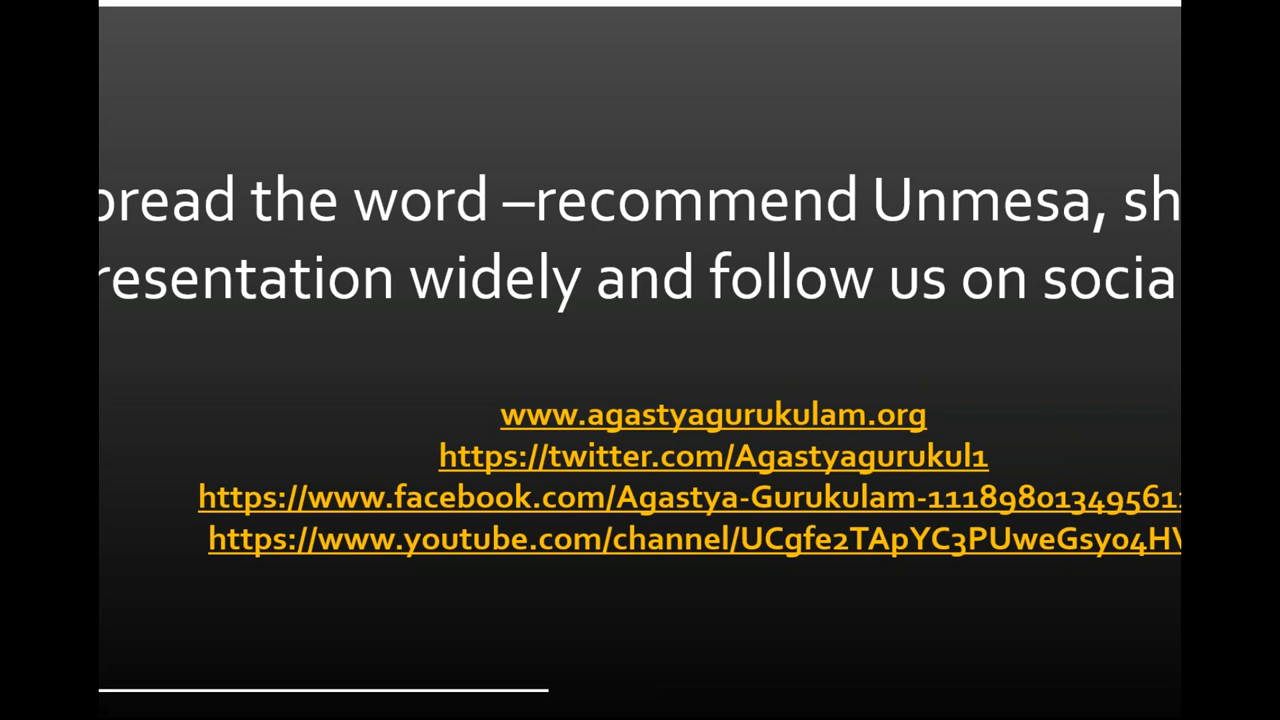 pread the word –recommend Unmesa, sh
resentation widely and follow us on socia
www.agastyagurukulam.org
https://twitter.com/Agastyagurukul1
https://www.facebook.com/Agastya-Gurukulam-11189801349561
https://www.youtube.com/channel/UCgfe2TApYC3PUweGsyo4H